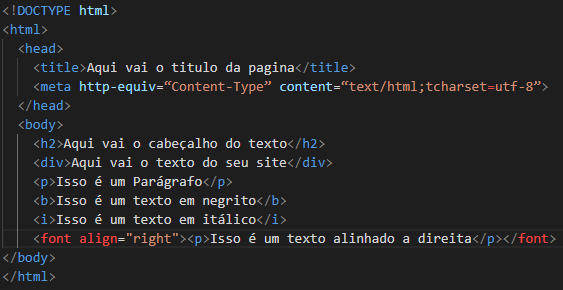 <!DOCTYPE html>
<html>
<head>
<title>Aqui vai o titulo da pagina</title>
<meta http-equiv=“Content-Type” content=“text/html;tcharset=utf-8”>
</head>
<body>
<h2>Aqui vai o cabeçalho do texto</h2>
<div>Aqui vai o texto do seu site</div>
<p>Isso é um Parágrafo</p>
<b>Isso é um texto em negrito</b>
<i>Isso é um texto em itálico</i>
<font align="right"><p>Isso é um texto alinhado a direita</p></font>
</body>
</html>